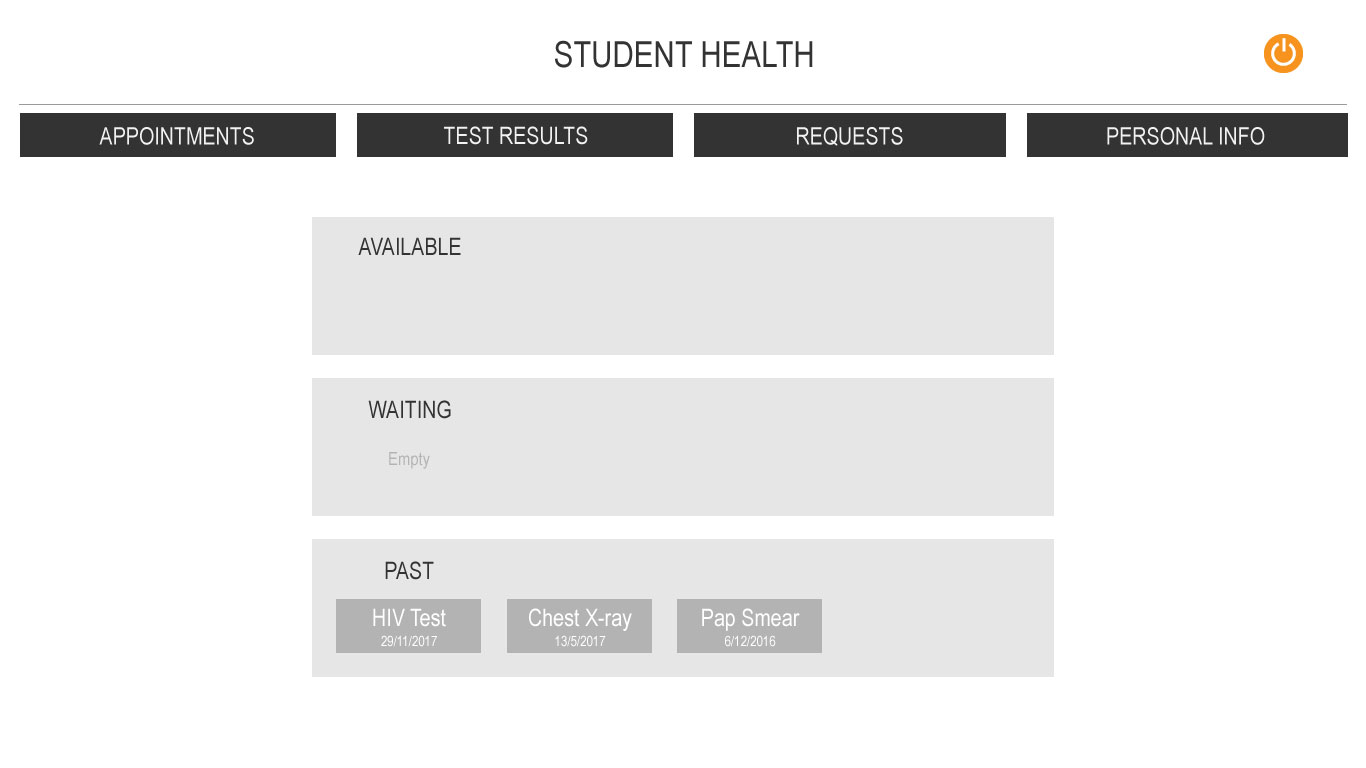 STUDENT HEALTH
APPOINTMENTS
TEST RESULTS
REQUESTS
PERSONAL INFO
AVAILABLE
WAITING
Empty
PAST
HIV Test
29/11/2017
Chest X-ray
13/5/2017
Pap Smear
6/12/2016